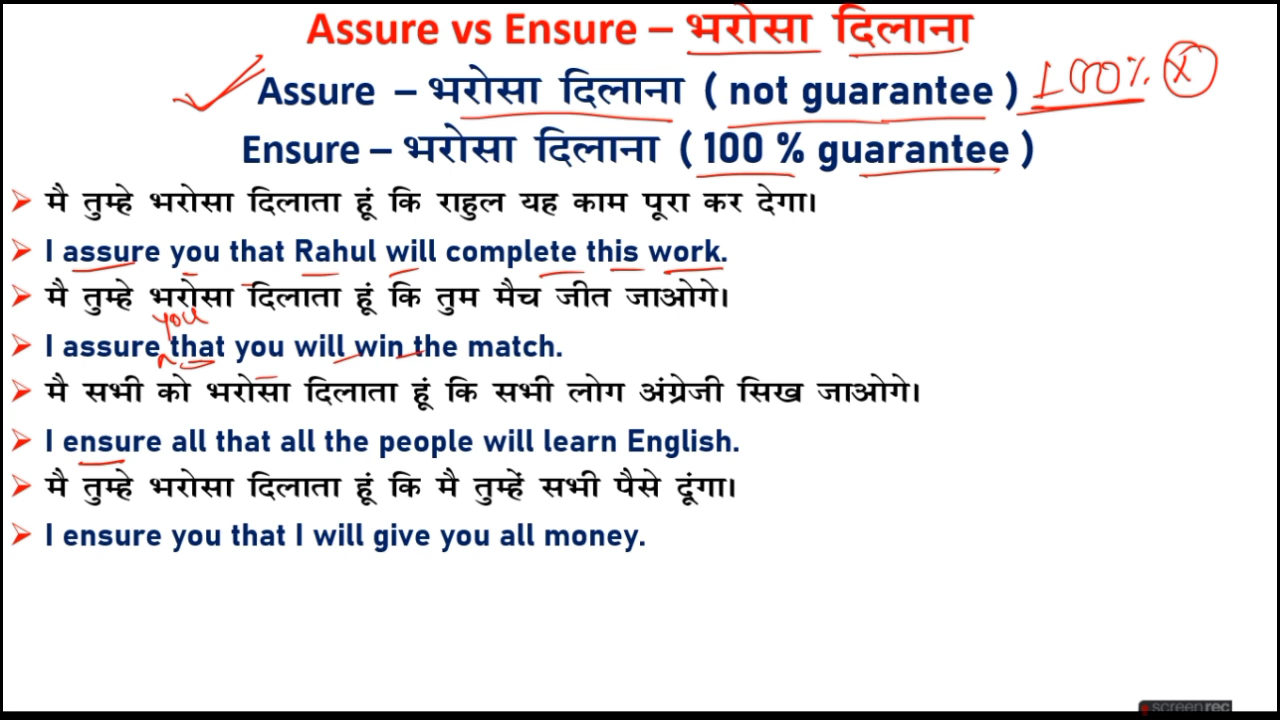 Assure vs Ensure – भरोसा दिलाना
Assure – भरोसा दिलाना ( not guarantee ) 100% X
Ensure – भरोसा दिलाना ( 100 % guarantee )
मै तुम्हे भरोसा दिलाता हूं कि राहुल यह काम पूरा कर देगा।
I assure you that Rahul will complete this work.
मै तुम्हे भरोसा दिलाता हूं कि तुम मैच जीत जाओगे।
you
I assure that you will win the match.
मै सभी को भरोसा दिलाता हूं कि सभी लोग अंग्रेजी सिख जाओगे।
I ensure all that all the people will learn English.
मै तुम्हे भरोसा दिलाता हूं कि मै तुम्हें सभी पैसे दूंगा।
I ensure you that I will give you all money.
screenrec